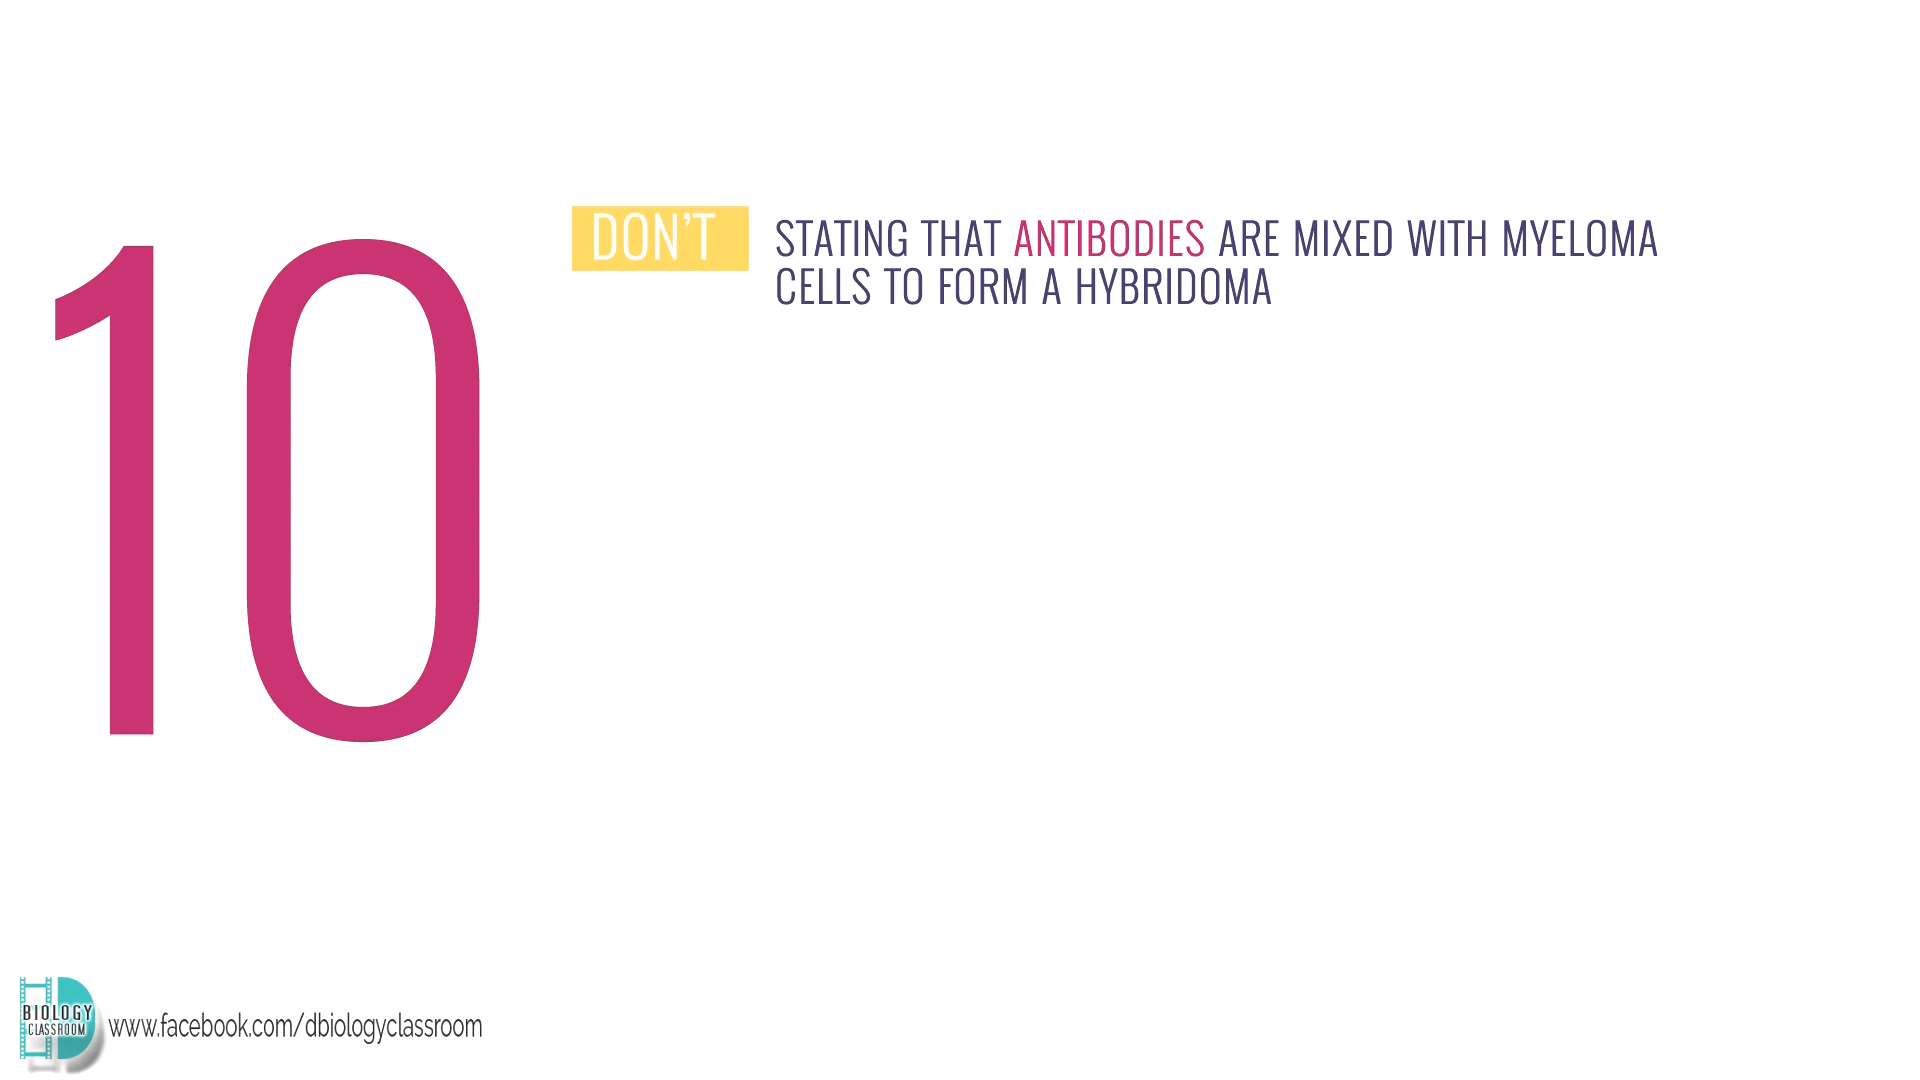 10
DON'T
STATING THAT ANTIBODIES ARE MIXED WITH MYELOMA
CELLS TO FORM A HYBRIDOMA
BIOLOGY
CLASSROOM
www.facebook.com/dbiologyclassroom